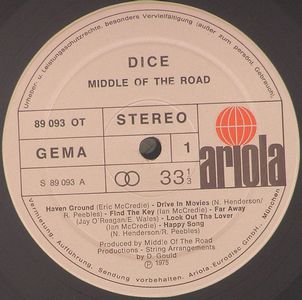 Urheber- u. Leistungsschutzrechte, besonders Vervielfältigung (außer zum persönl. Gebrauch)
DICE
MIDDLE OF THE ROAD
89 093 OT
STEREO
GEMA
1
S 89 093 A
33 1/3
ariola
Haven Ground (Eric McCredie) - Drive In Movies (N. Henderson/
R. Peebles) - Find The Key (Ian McCredie) - Far Away
(Jay O'Reagan/E. Wales) - Look Out The Lover
(Ian McCredie) - Happy Song
(N. Henderson/R. Peebles)
Produced by Middle Of The Road
Productions - String Arrangements
by D. Gould
℗ 1975
Vermietung, Aufführung, Sendung vorbehalten. Ariola-Eurodisc GmbH., München